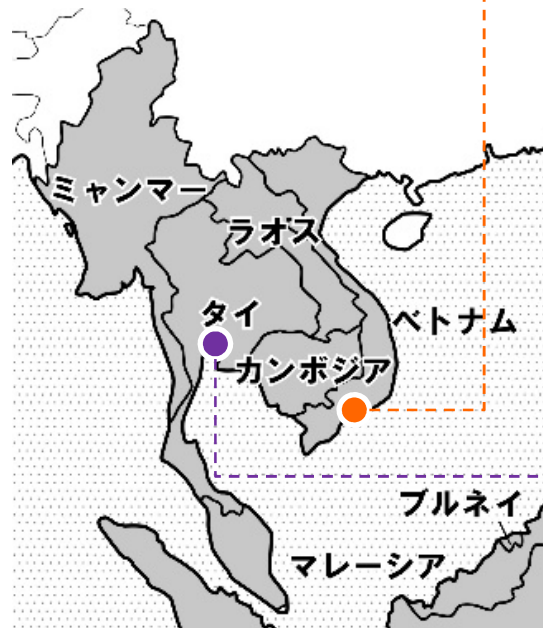 ミャンマー
ラオス
タイ
ベトナム
カンボジア
ブルネイ
マレーシア